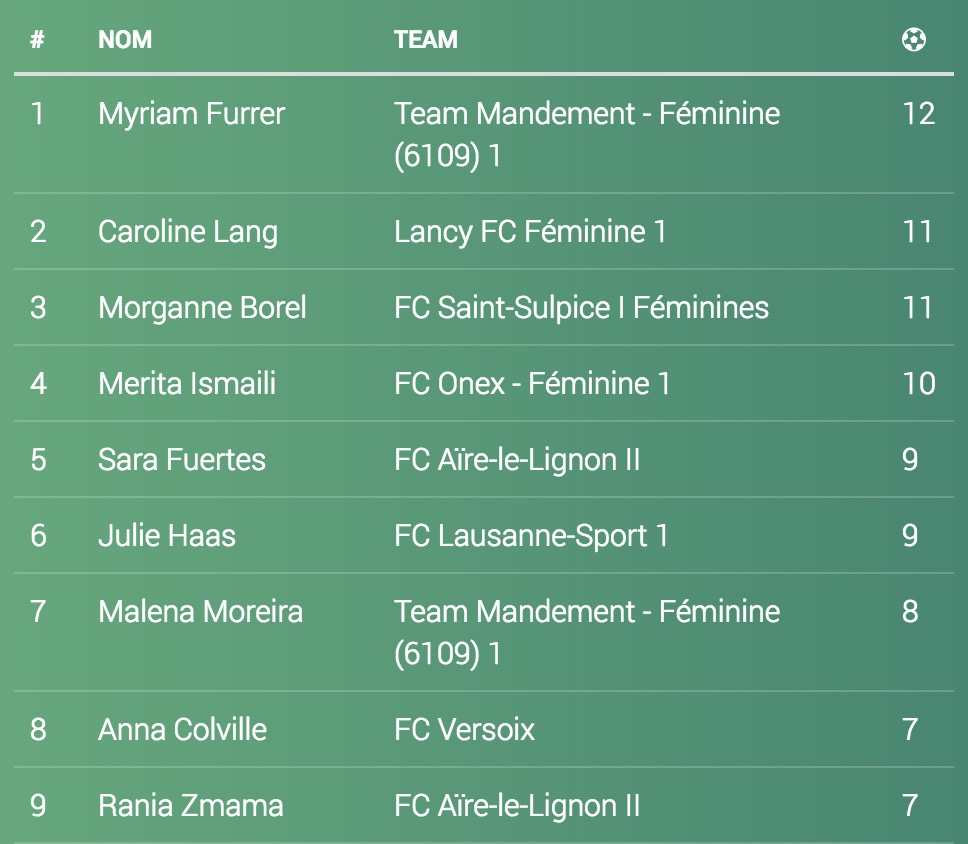 # NOM TEAM
1 Myriam Furrer Team Mandement - Féminine 12
(6109) 1
2 Caroline Lang Lancy FC Féminine 1 11
3 Morganne Borel FC Saint-Sulpice I Féminines 11
4 Merita Ismaili FC Onex - Féminine 1 10
5 Sara Fuertes FC Aïre-le-Lignon II 9
6 Julie Haas FC Lausanne-Sport 1 9
7 Malena Moreira Team Mandement - Féminine 8
(6109) 1
8 Anna Colville FC Versoix 7
9 Rania Zmama FC Aïre-le-Lignon II 7